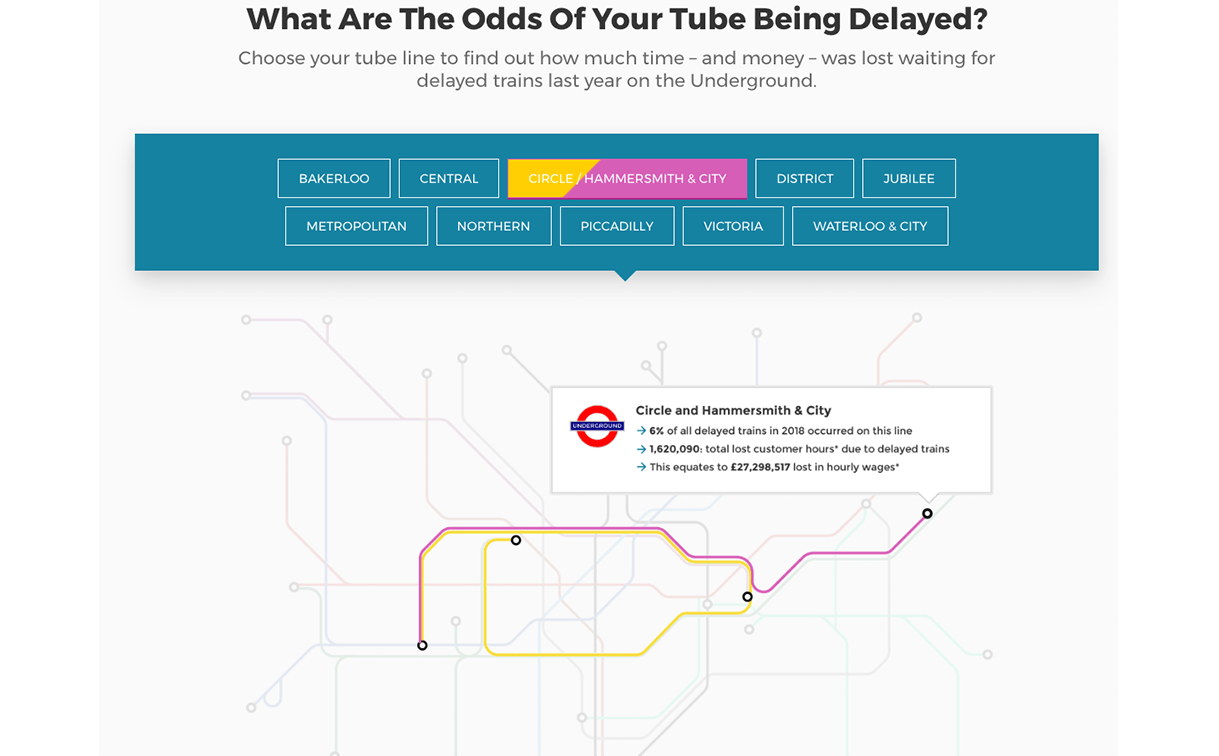 What Are The Odds Of Your Tube Being Delayed?
Choose your tube line to find out how much time – and money – was lost waiting for
delayed trains last year on the Underground.
BAKERLOO
CENTRAL
CIRCLE / HAMMERSMITH & CITY
DISTRICT
JUBILEE
METROPOLITAN
NORTHERN
PICCADILLY
VICTORIA
WATERLOO & CITY
UNDERGROUND
Circle and Hammersmith & City
→ 6% of all delayed trains in 2018 occurred on this line
→ 1,620,090: total lost customer hours* due to delayed trains
→ This equates to £27,298,517 lost in hourly wages*